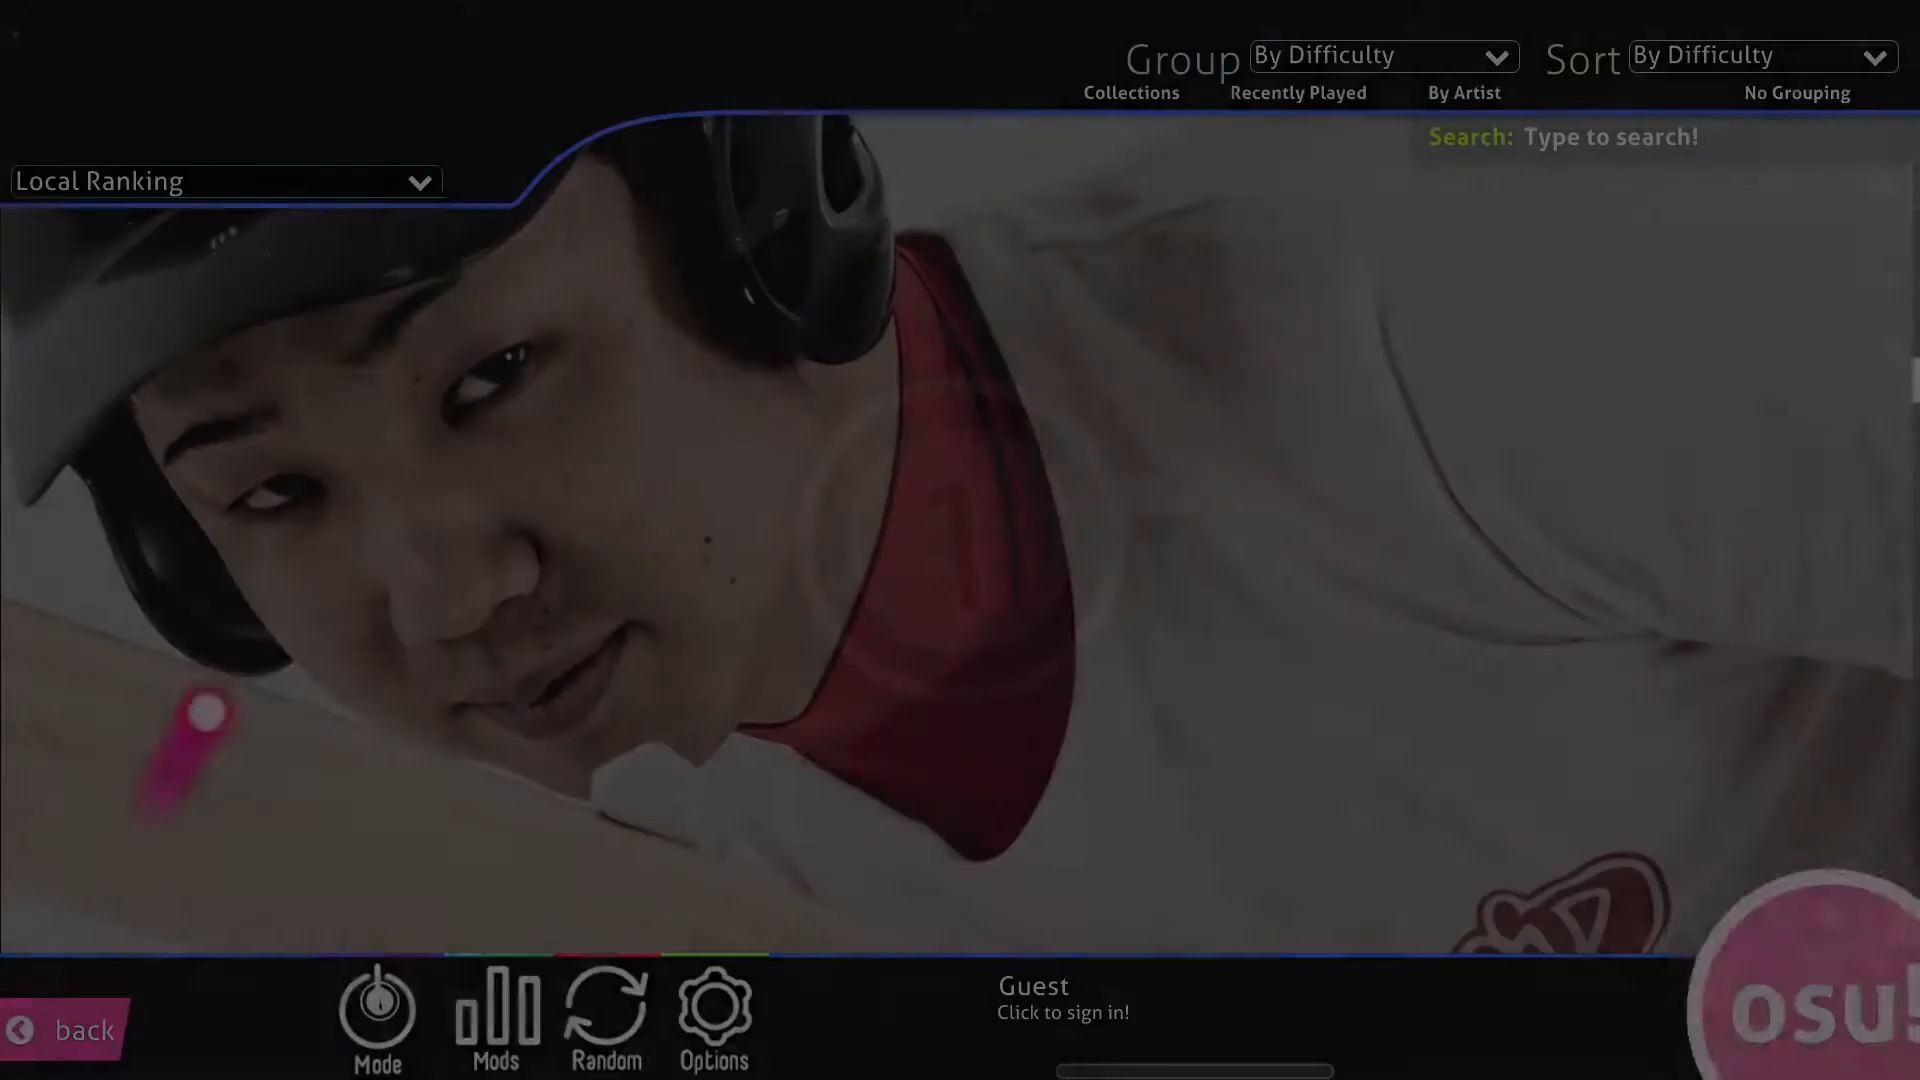 Group By Difficulty Sort By Difficulty
Collections Recently Played By Artist No Grouping
Search: Type to search!
Local Ranking
1
back
Mode
Mods
Random
Options
Guest
Click to sign in!
osu!